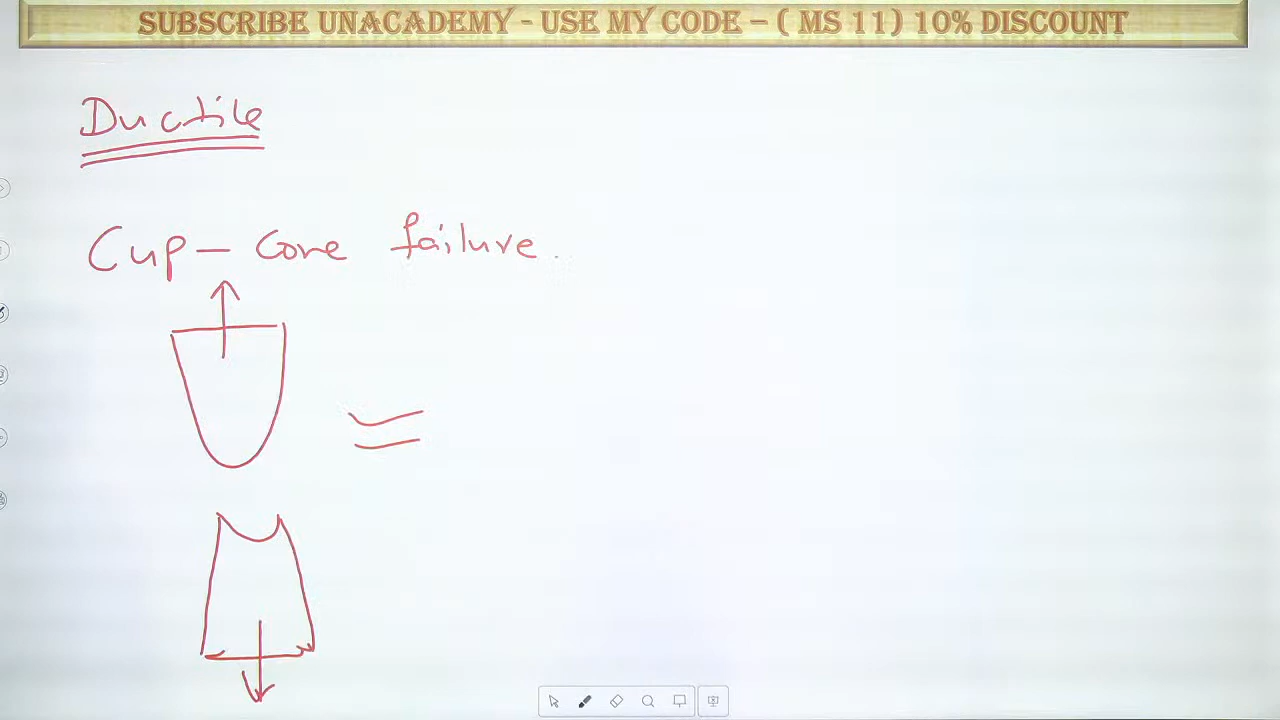 SUBSCRIBE UNACADEMY - USE MY CODE – ( MS 11) 10% DISCOUNT
Ductile
Cup - Cone failure